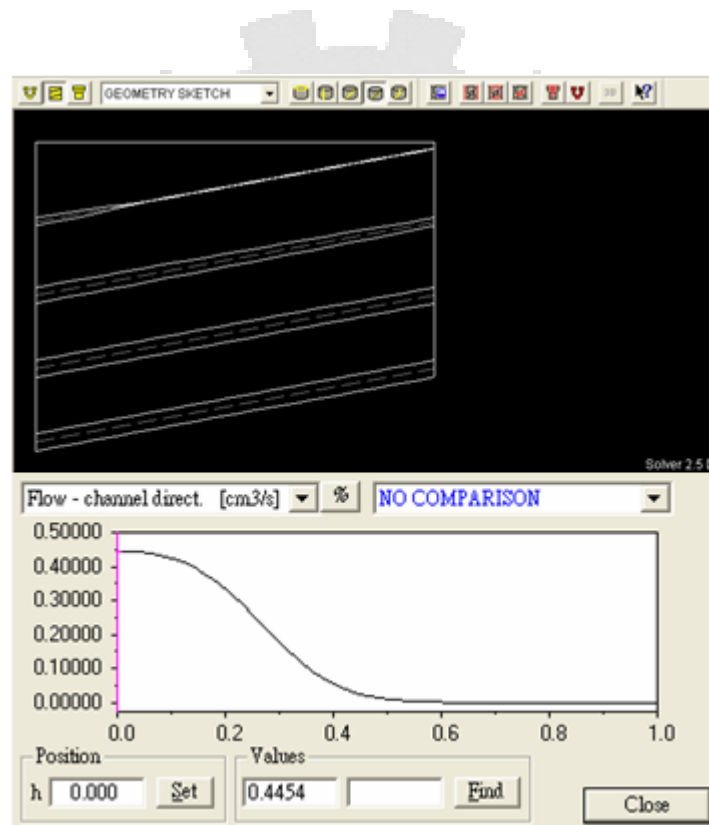 GEOMETRY SKETCH
3D
Solver 2.5
Flow - channel direct. [cm3/s]
%
NO COMPARISON
0.50000
0.40000
0.30000
0.20000
0.10000
0.00000
0.0 0.2 0.4 0.6 0.8 1.0
Position
h 0.000 Set
Values
0.4454 Find
Close